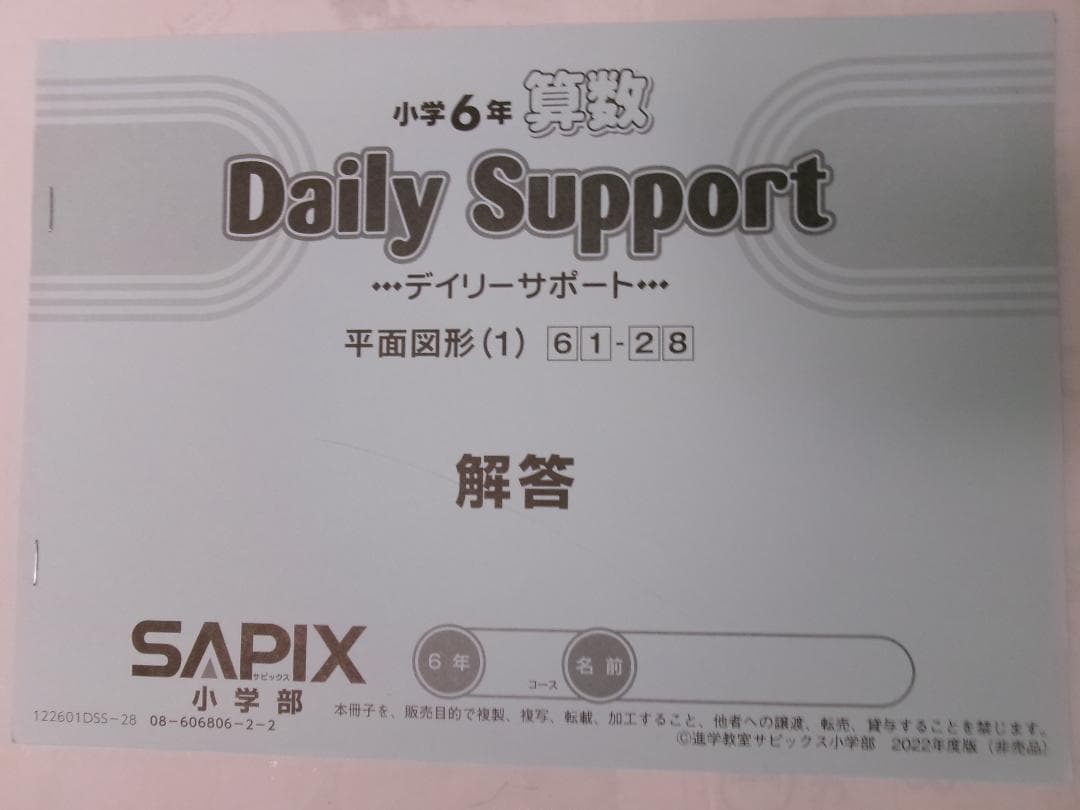 小学6年 算数
Daily Support
…デイリーサポート…
平面図形(1) 61-28
解答
SAPIX
サピックス
小学部
6年
コース
名前
122601DSS-28 08-606806-2-2
本冊子を、販売目的で複製、複写、転載、加工すること、他者への譲渡、転売、貸与することを禁じます。
©進学教室サピックス小学部 2022年度版（非売品）